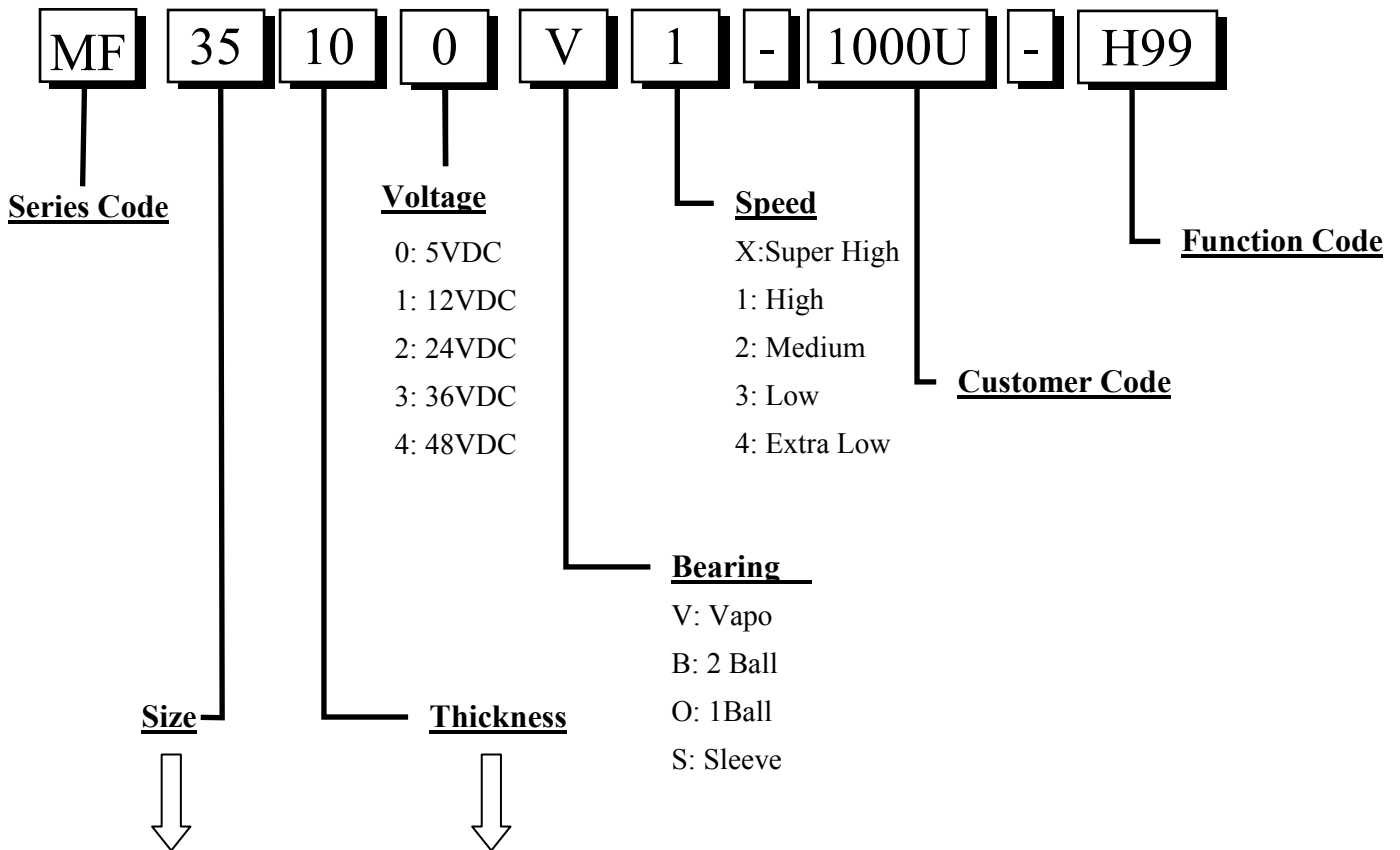 MF 35 10 0 V 1 - 1000U - H99
Series Code
Voltage
0: 5VDC
1: 12VDC
2: 24VDC
3: 36VDC
4: 48VDC
Speed
X:Super High
1: High
2: Medium
3: Low
4: Extra Low
Function Code
Customer Code
Bearing
V: Vapo
B: 2 Ball
O: 1Ball
S: Sleeve
Size
Thickness